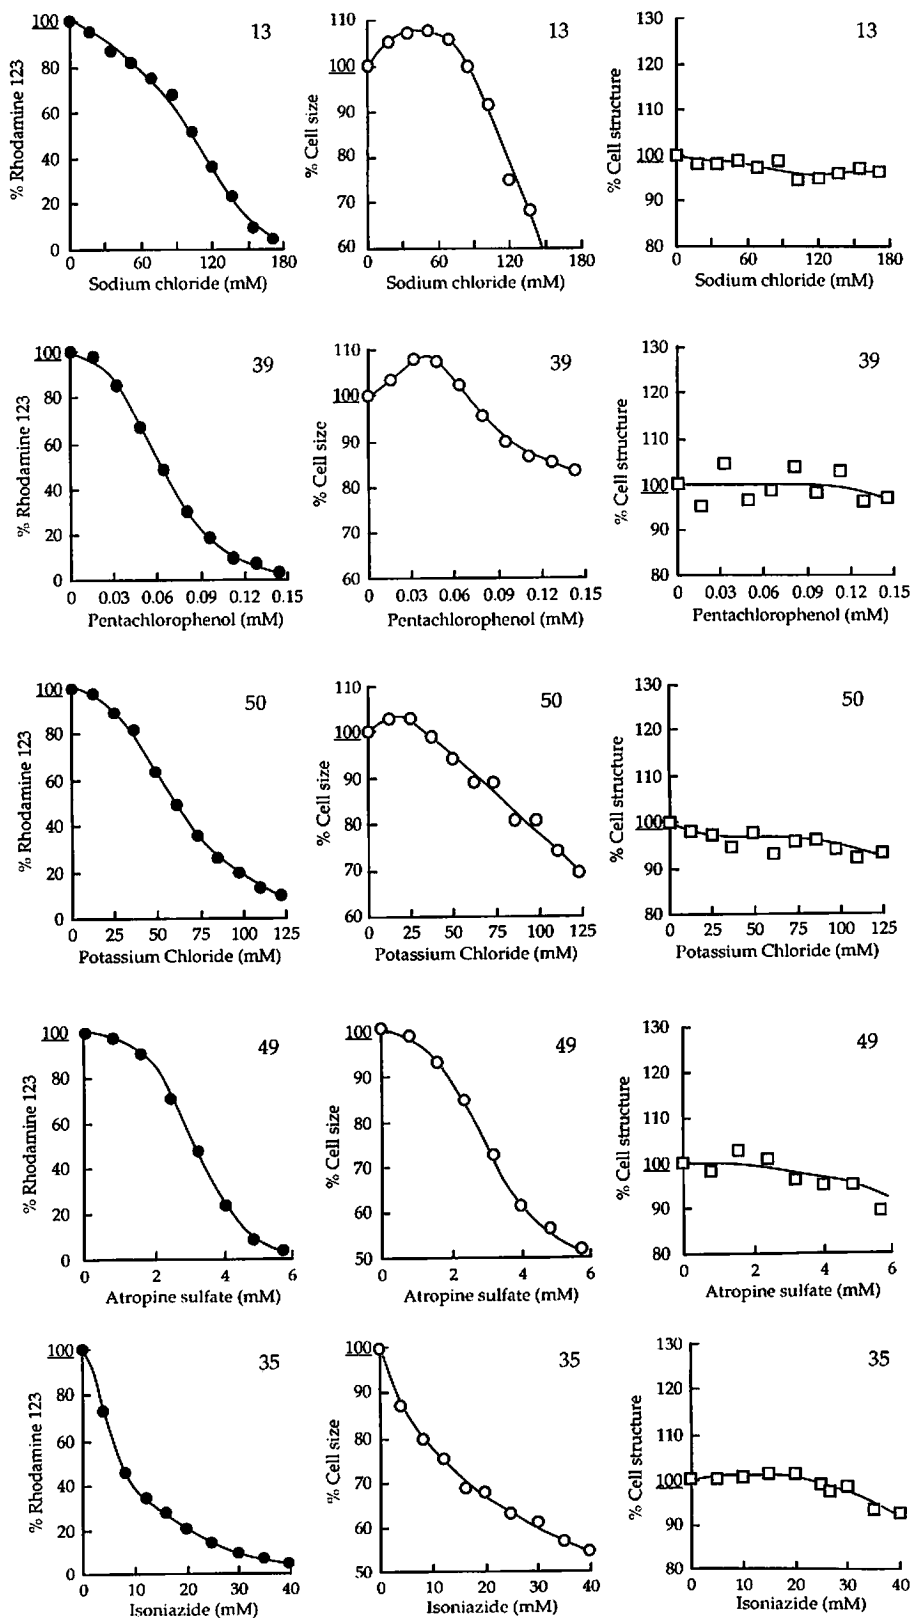 13
% Rhodamine 123
100
80
60
40
20
0
0 60 120 180
Sodium chloride (mM)
13
% Cell size
110
100
90
80
70
60
0 60 120 180
Sodium chloride (mM)
13
% Cell structure
130
120
110
100
90
80
0 60 120 180
Sodium chloride (mM)
39
% Rhodamine 123
100
80
60
40
20
0
0 0.03 0.06 0.09 0.12 0.15
Pentachlorophenol (mM)
39
% Cell size
110
100
90
80
70
60
0 0.03 0.06 0.09 0.12 0.15
Pentachlorophenol (mM)
39
% Cell structure
130
120
110
100
90
80
0 0.03 0.06 0.09 0.12 0.15
Pentachlorophenol (mM)
50
% Rhodamine 123
100
80
60
40
20
0
0 25 50 75 100 125
Potassium Chloride (mM)
50
% Cell size
110
100
90
80
70
60
0 25 50 75 100 125
Potassium Chloride (mM)
50
% Cell structure
130
120
110
100
90
80
0 25 50 75 100 125
Potassium Chloride (mM)
49
% Rhodamine 123
100
80
60
40
20
0
0 2 4 6
Atropine sulfate (mM)
49
% Cell size
100
90
80
70
60
50
0 2 4 6
Atropine sulfate (mM)
49
% Cell structure
130
120
110
100
90
80
0 2 4 6
Atropine sulfate (mM)
35
% Rhodamine 123
100
80
60
40
20
0
0 10 20 30 40
Isoniazide (mM)
35
% Cell size
100
90
80
70
60
50
0 10 20 30 40
Isoniazide (mM)
35
% Cell structure
130
120
110
100
90
80
0 10 20 30 40
Isoniazide (mM)